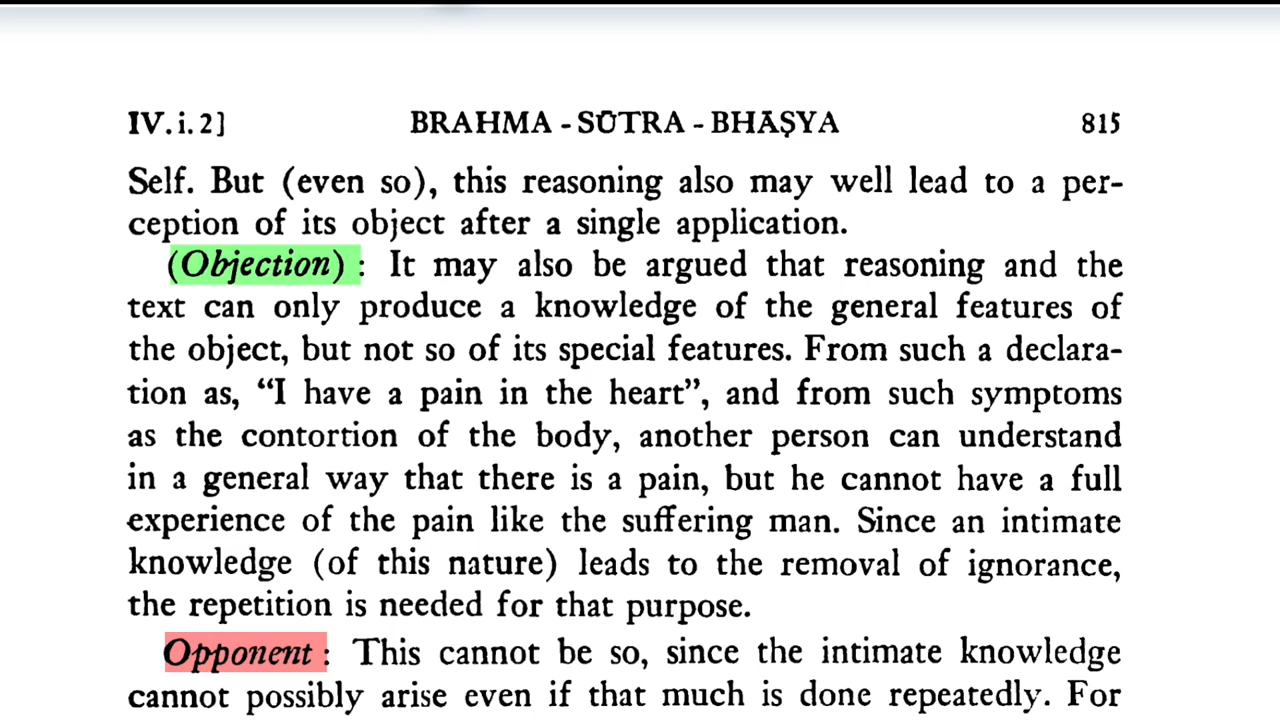 IV. i. 2] BRAHMA - SŪTRA - BHĀṢYA 815
Self. But (even so), this reasoning also may well lead to a per-
ception of its object after a single application.
(Objection) : It may also be argued that reasoning and the
text can only produce a knowledge of the general features of
the object, but not so of its special features. From such a declara-
tion as, “I have a pain in the heart”, and from such symptoms
as the contortion of the body, another person can understand
in a general way that there is a pain, but he cannot have a full
experience of the pain like the suffering man. Since an intimate
knowledge (of this nature) leads to the removal of ignorance,
the repetition is needed for that purpose.
Opponent : This cannot be so, since the intimate knowledge
cannot possibly arise even if that much is done repeatedly. For